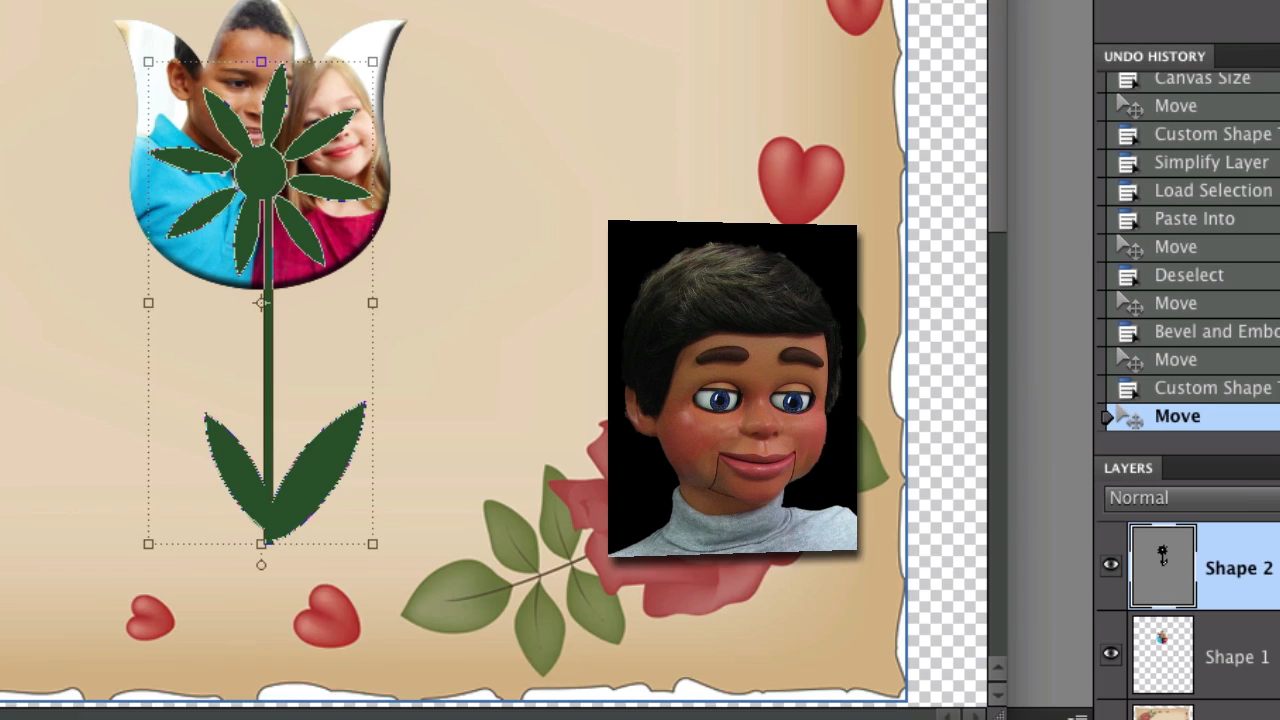 UNDO HISTORY
Canvas Size
Move
Custom Shape
Simplify Layer
Load Selection
Paste Into
Move
Deselect
Move
Bevel and Embo
Move
Custom Shape
Move
LAYERS
Normal
Shape 2
Shape 1